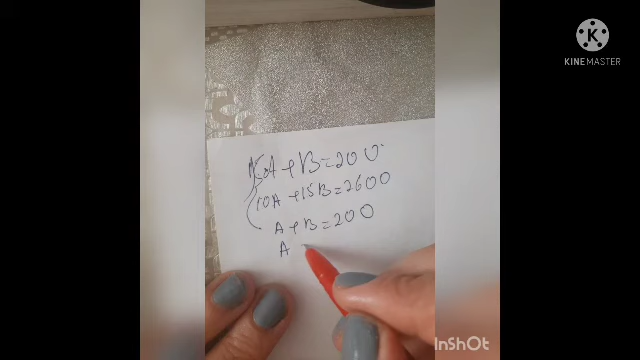 A + B = 200
10A + 15B = 2600
A + B = 200
A
KINEMASTER
InShOt